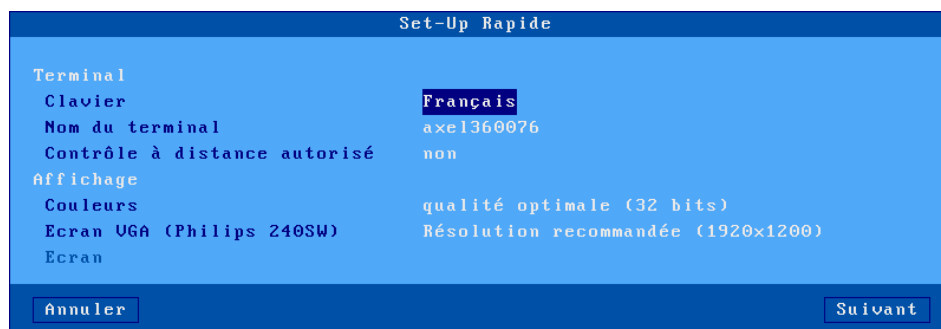 Set-Up Rapide
Terminal
Clavier Français
Nom du terminal axel360076
Contrôle à distance autorisé non
Affichage
Couleurs qualité optimale (32 bits)
Ecran VGA (Philips 240SW) Résolution recommandée (1920x1200)
Ecran
Annuler Suivant